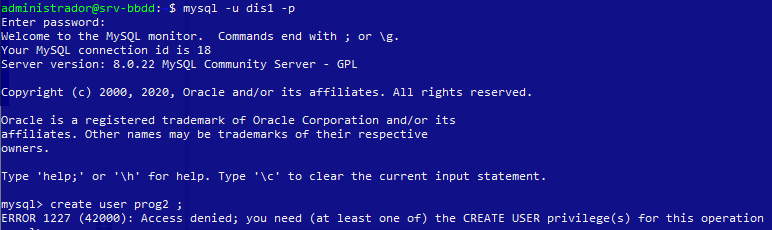 administrador@srv-bbdd: $ mysql -u dis1 -p
Enter password:
Welcome to the MySQL monitor.  Commands end with ; or \g.
Your MySQL connection id is 18
Server version: 8.0.22 MySQL Community Server - GPL
Copyright (c) 2000, 2020, Oracle and/or its affiliates. All rights reserved.
Oracle is a registered trademark of Oracle Corporation and/or its
affiliates. Other names may be trademarks of their respective
owners.
Type 'help;' or '\h' for help. Type '\c' to clear the current input statement.
mysql> create user prog2 ;
ERROR 1227 (42000): Access denied; you need (at least one of) the CREATE USER privilege(s) for this operation